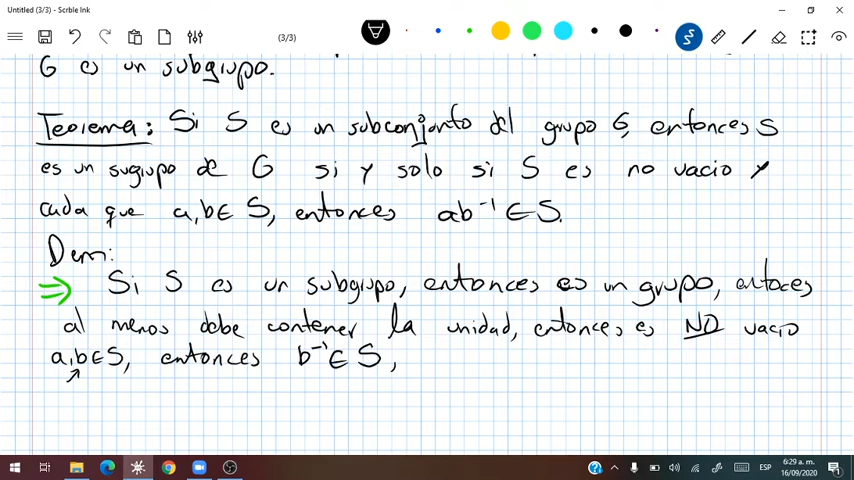 Untitled (3/3) - Scrble Ink
(3/3)
G es un subgrupo.
Teorema: Si S es un subconjunto del grupo G, entonces S
es un sugrupo de G si y solo si S es no vacio y
cada que a,b∈S, entonces ab⁻¹∈S.
Dem:
⇒ Si S es un subgrupo, entonces es un grupo, entoces
al menos debe contener la unidad, entonces es NO vacio
a,b∈S, entonces b⁻¹∈S,
ESP
6:29 a. m.
16/09/2020